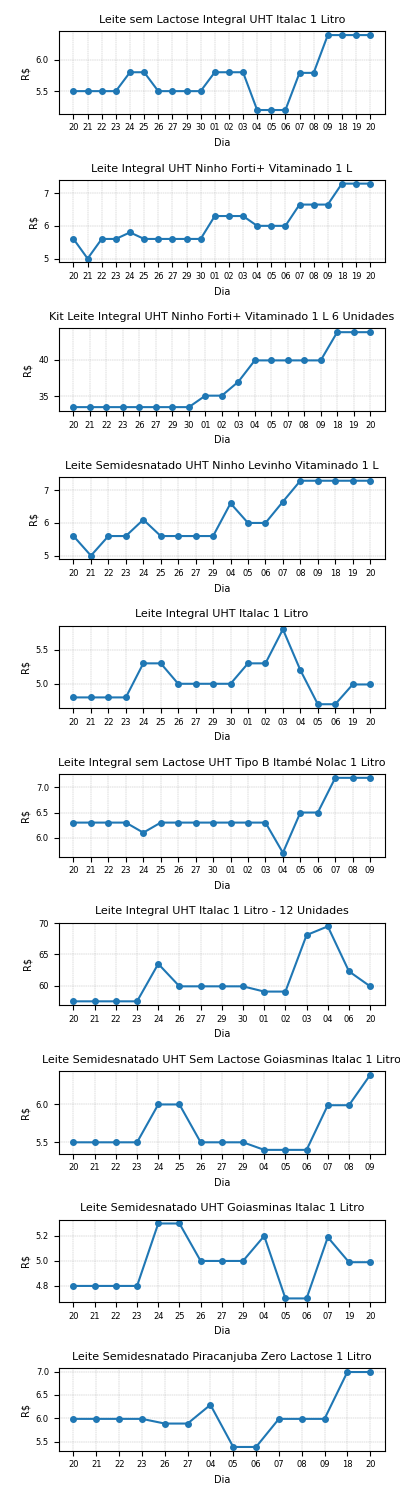 Leite sem Lactose Integral UHT Italac 1 Litro
6.0
5.5
R$
20 21 22 23 24 25 26 27 29 30 01 02 03 04 05 06 07 08 09 18 19 20
Dia
Leite Integral UHT Ninho Forti+ Vitaminado 1 L
7
6
5
R$
20 21 22 23 24 25 26 27 29 30 01 02 03 04 05 06 07 08 09 18 19 20
Dia
Kit Leite Integral UHT Ninho Forti+ Vitaminado 1 L 6 Unidades
40
35
R$
20 21 22 23 25 26 27 29 30 01 02 03 04 05 07 08 09 18 19 20
Dia
Leite Semidesnatado UHT Ninho Levinho Vitaminado 1 L
7
6
5
R$
20 21 22 23 24 25 26 27 29 04 05 06 07 08 09 18 19 20
Dia
Leite Integral UHT Italac 1 Litro
5.5
5.0
R$
20 21 22 23 24 25 26 27 29 30 01 02 03 04 05 06 19 20
Dia
Leite Integral sem Lactose UHT Tipo B Itambé Nolac 1 Litro
7.0
6.5
6.0
R$
20 21 22 23 24 25 26 27 29 30 01 02 03 04 05 06 07 08 09
Dia
Leite Integral UHT Italac 1 Litro - 12 Unidades
70
65
60
R$
20 21 22 23 24 26 27 29 30 01 02 03 04 06 20
Dia
Leite Semidesnatado UHT Sem Lactose Goiasminas Italac 1 Litro
6.0
5.5
R$
20 21 22 23 24 25 26 27 29 04 05 06 07 08 09
Dia
Leite Semidesnatado UHT Goiasminas Italac 1 Litro
5.2
5.0
4.8
R$
20 21 22 23 24 25 26 27 29 04 05 06 07 19 20
Dia
Leite Semidesnatado Piracanjuba Zero Lactose 1 Litro
7.0
6.5
6.0
5.5
R$
20 21 22 23 26 27 04 05 06 07 08 09 18 20
Dia